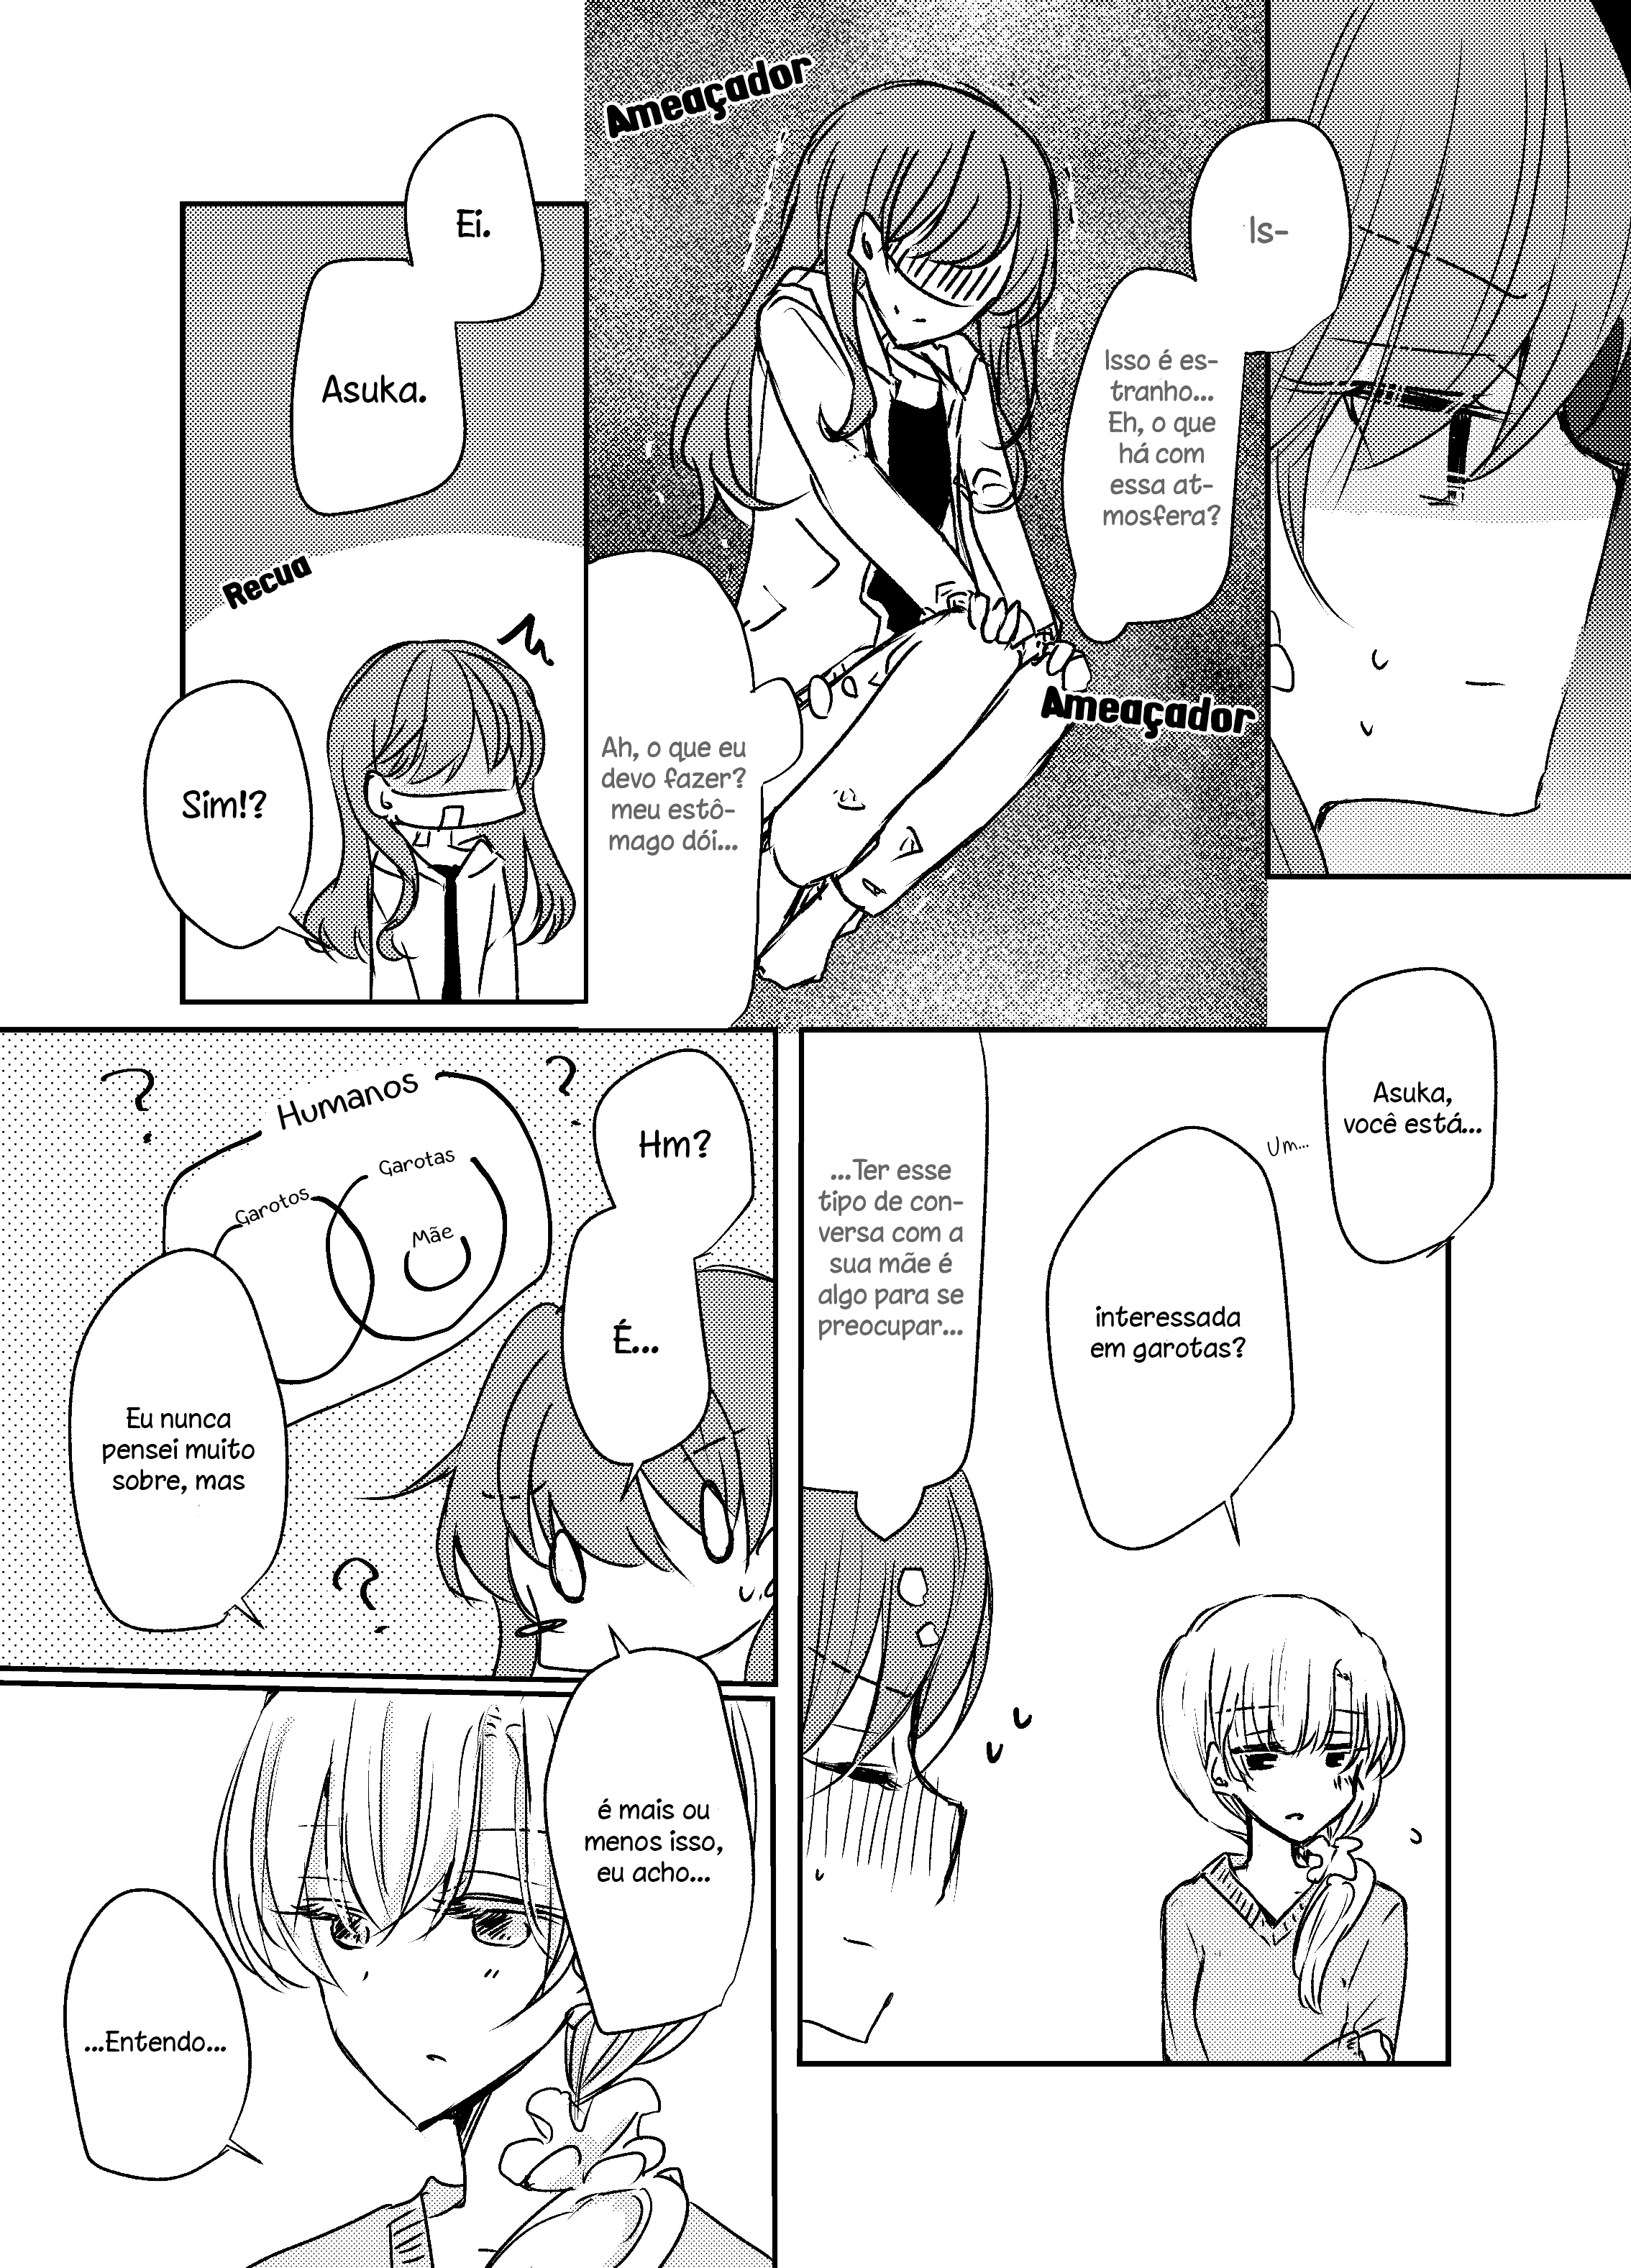 Is-
Isso é es-
tranho...
Eh, o que
há com
essa at-
mosfera?
Ameaçador
Ameaçador
Ah, o que eu
devo fazer?
meu estô-
mago dói...
Ei.
Asuka.
Recua
Sim!?
Asuka,
você está...
Um...
interessada
em garotas?
...Ter esse
tipo de con-
versa com a
sua mãe é
algo para se
preocupar...
Hm?
É...
Humanos
Garotas
Garotos
Mãe
Eu nunca
pensei muito
sobre, mas
é mais ou
menos isso,
eu acho...
...Entendo...